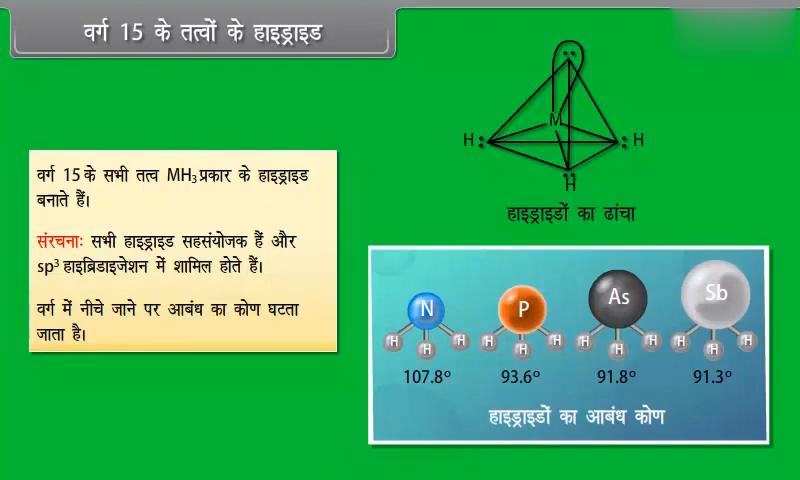 वर्ग 15 के तत्वों के हाइड्राइड
वर्ग 15 के सभी तत्व MH₃ प्रकार के हाइड्राइड
बनाते हैं।
संरचनाः सभी हाइड्राइड सहसंयोजक हैं और
sp³ हाइब्रिडाइजेशन में शामिल होते हैं।
वर्ग में नीचे जाने पर आबंध का कोण घटता
जाता है।
M
H H
H
हाइड्राइडों का ढांचा
N P As Sb
H H H H H H H H H H H H
107.8° 93.6° 91.8° 91.3°
हाइड्राइडों का आबंध कोण